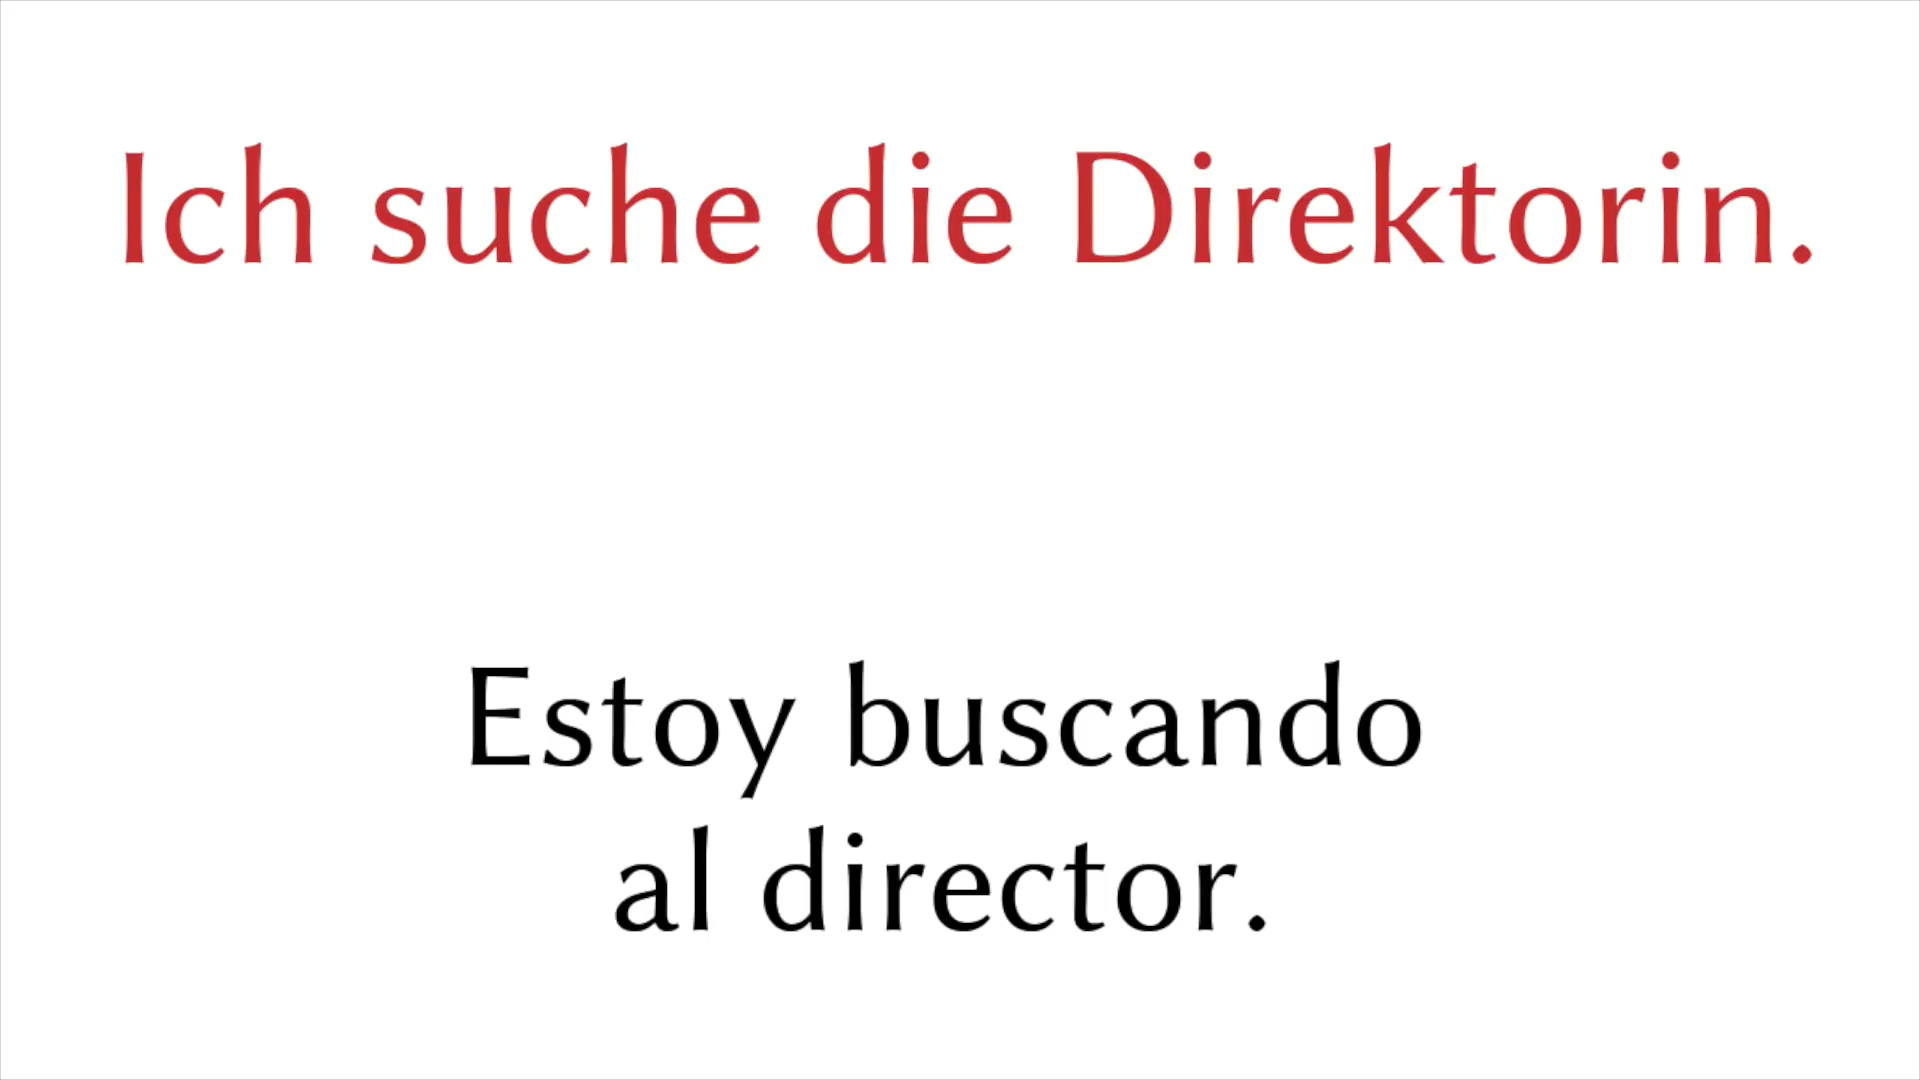 Ich suche die Direktorin.
Estoy buscando
al director.